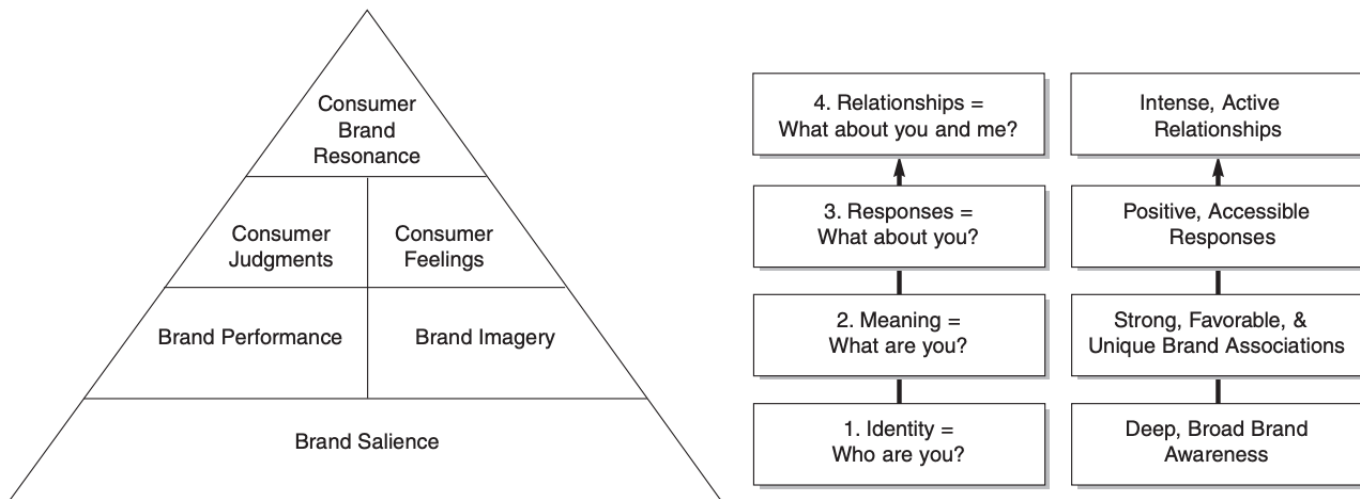 Consumer
Brand
Resonance
Consumer
Judgments
Consumer
Feelings
Brand Performance
Brand Imagery
Brand Salience
4. Relationships =
What about you and me?
3. Responses =
What about you?
2. Meaning =
What are you?
1. Identity =
Who are you?
Intense, Active
Relationships
Positive, Accessible
Responses
Strong, Favorable, &
Unique Brand Associations
Deep, Broad Brand
Awareness